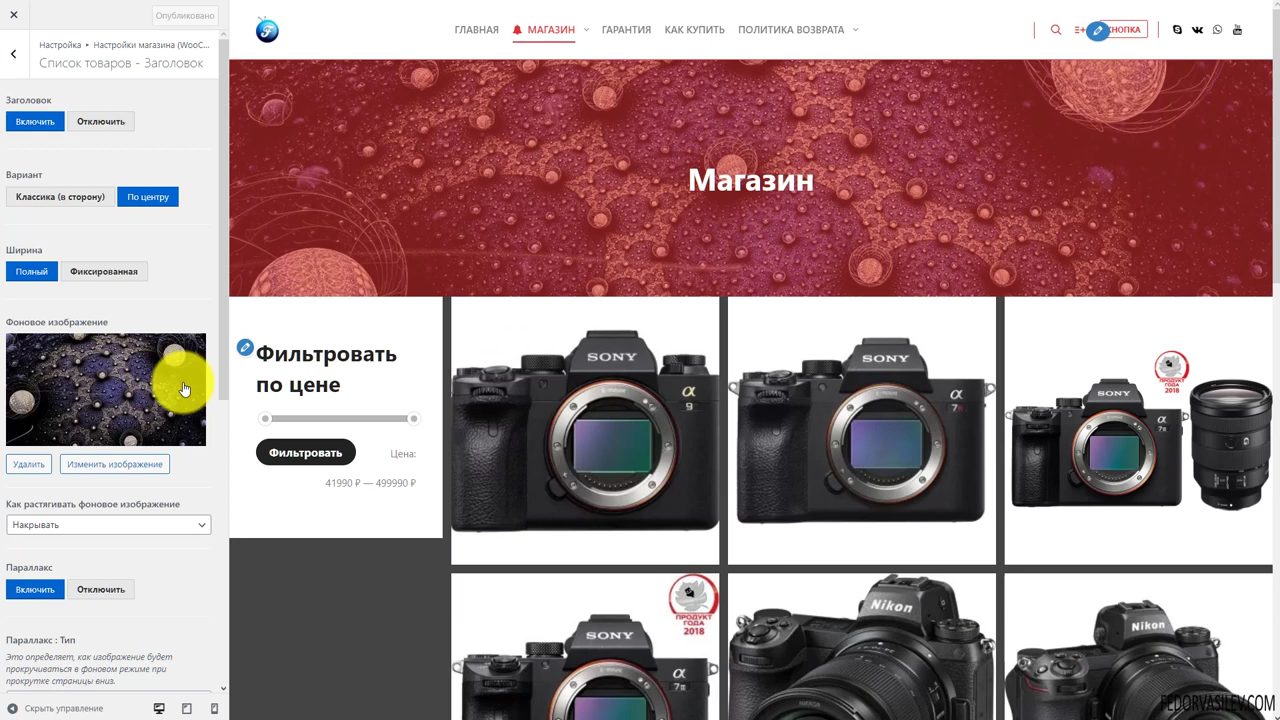 Опубликовано
Настройка ▸ Настройки магазина (WooC...
Список товаров - Заголовок
Заголовок
Включить Отключить
Вариант
Классика (в сторону) По центру
Ширина
Полный Фиксированная
Фоновое изображение
Удалить Изменить изображение
Как растягивать фоновое изображение
Накрывать
Параллакс
Включить Отключить
Параллакс : Тип
Это определяет, как изображение будет
прокручиваться в фоновом режиме при
прокрутке страницы вниз.
Скрыть управление
ГЛАВНАЯ МАГАЗИН ГАРАНТИЯ КАК КУПИТЬ ПОЛИТИКА ВОЗВРАТА
Магазин
Фильтровать
по цене
Фильтровать Цена:
41990 ₽ — 499990 ₽
SONY
α
9
SONY
α
SONY
α
ПРОДУКТ
ГОДА
2018
SONY
α
ПРОДУКТ
ГОДА
2018
Nikon
Nikon
FEDORVASILEV.COM